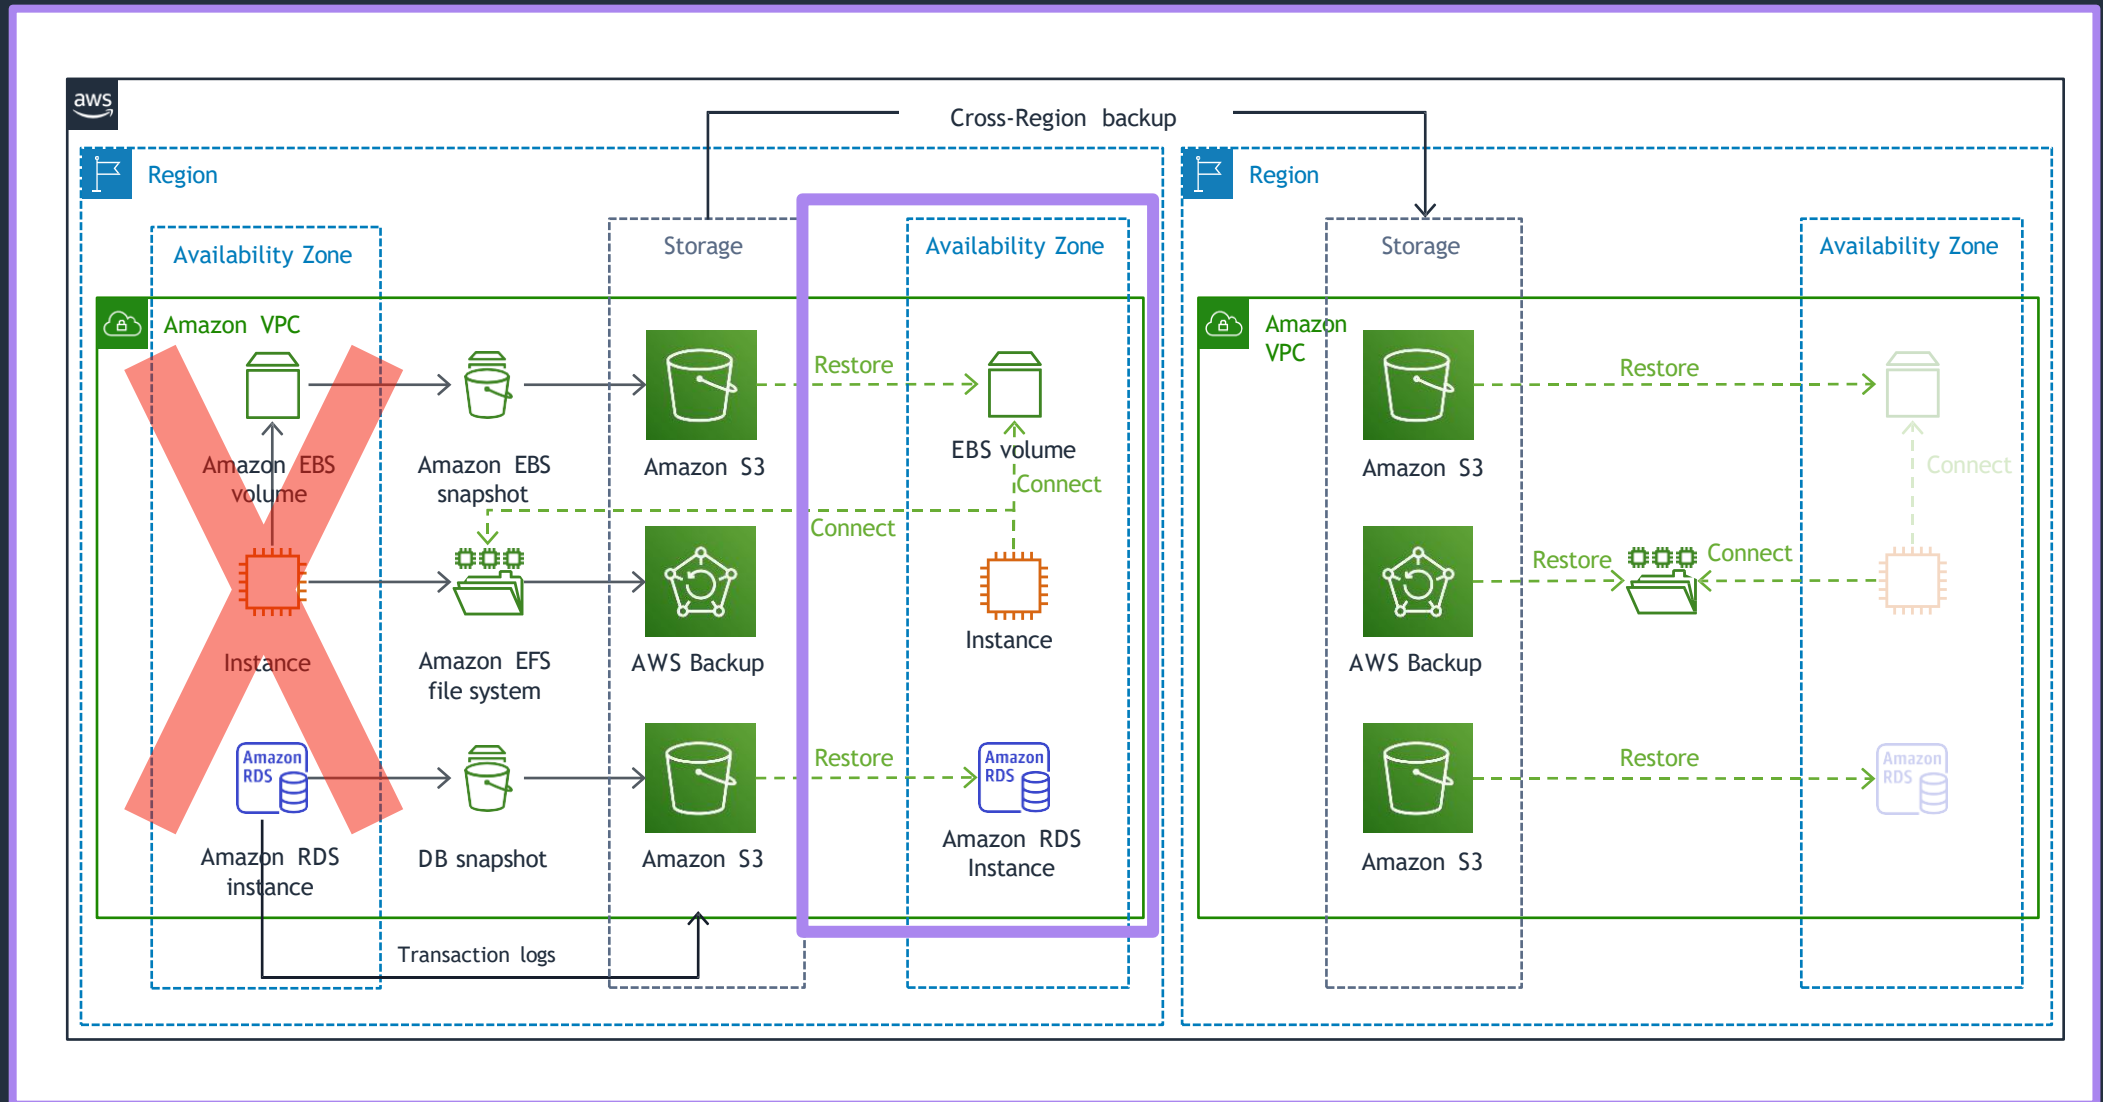 aws
Cross-Region backup
Region
Availability Zone
Storage
Availability Zone
Amazon VPC
Restore
Amazon EBS
volume
Amazon EBS
snapshot
Amazon S3
EBS volume
Connect
Connect
Instance
Amazon EFS
file system
AWS Backup
Instance
Amazon
RDS
Restore
Amazon
RDS
Amazon RDS
instance
DB snapshot
Amazon S3
Amazon RDS
Instance
Transaction logs
Region
Storage
Availability Zone
Amazon
VPC
Restore
Amazon S3
Connect
Restore
Connect
AWS Backup
Restore
Amazon
RDS
Amazon S3